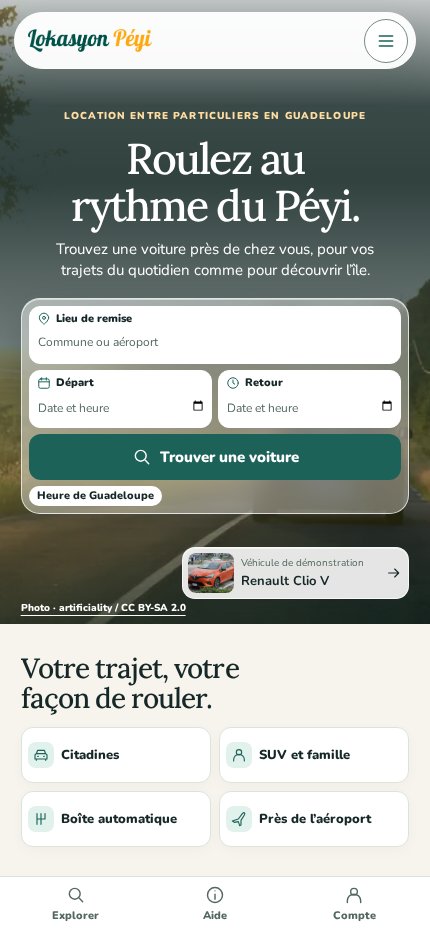 Lokasyon Péyi
LOCATION ENTRE PARTICULIERS EN GUADELOUPE
Roulez au
rythme du Péyi.
Trouvez une voiture près de chez vous, pour vos
trajets du quotidien comme pour découvrir l’île.
Lieu de remise
Commune ou aéroport
Départ
Date et heure
Retour
Date et heure
Trouver une voiture
Heure de Guadeloupe
Véhicule de démonstration
Renault Clio V
Photo · artificiality / CC BY-SA 2.0
Votre trajet, votre
façon de rouler.
Citadines
SUV et famille
Boîte automatique
Près de l’aéroport
Explorer
Aide
Compte